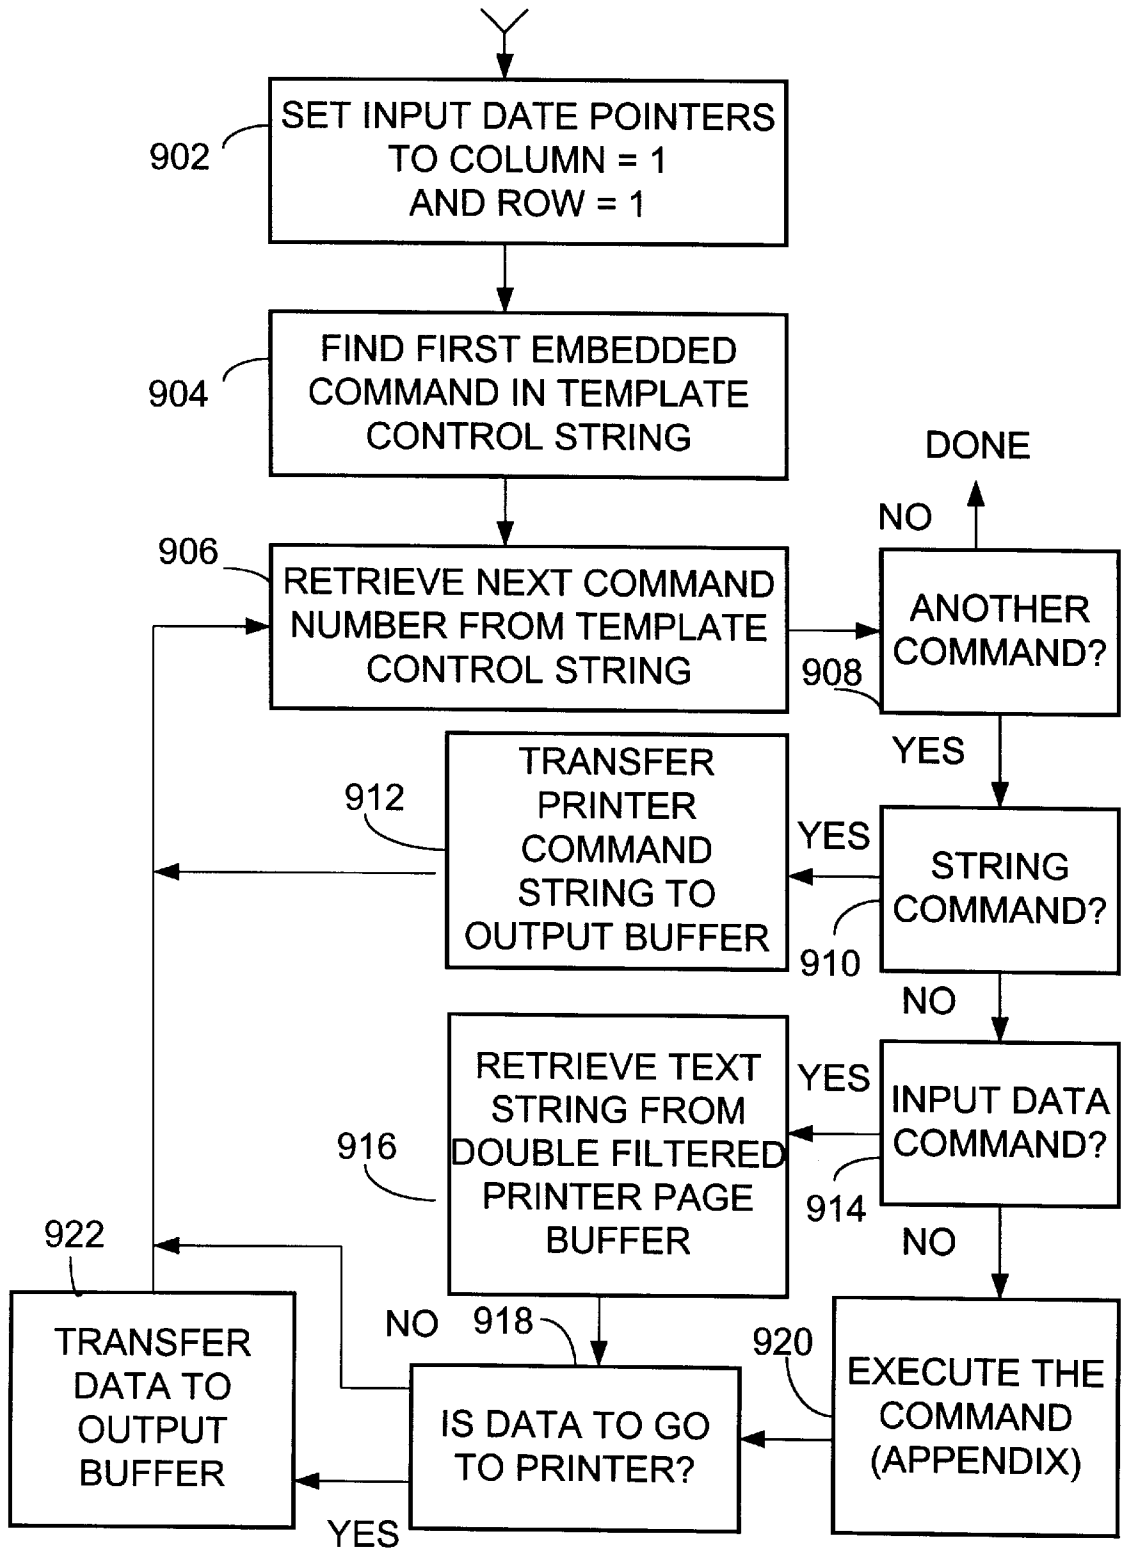 SET INPUT DATE POINTERS
TO COLUMN = 1
AND ROW = 1
902
FIND FIRST EMBEDDED
COMMAND IN TEMPLATE
CONTROL STRING
904
DONE
NO
906
RETRIEVE NEXT COMMAND
NUMBER FROM TEMPLATE
CONTROL STRING
ANOTHER
COMMAND?
908
YES
912
TRANSFER
PRINTER
COMMAND
STRING TO
OUTPUT BUFFER
YES
STRING
COMMAND?
910
NO
916
RETRIEVE TEXT
STRING FROM
DOUBLE FILTERED
PRINTER PAGE
BUFFER
YES
INPUT DATA
COMMAND?
914
NO
922
TRANSFER
DATA TO
OUTPUT
BUFFER
NO
918
IS DATA TO GO
TO PRINTER?
YES
920
EXECUTE THE
COMMAND
(APPENDIX)